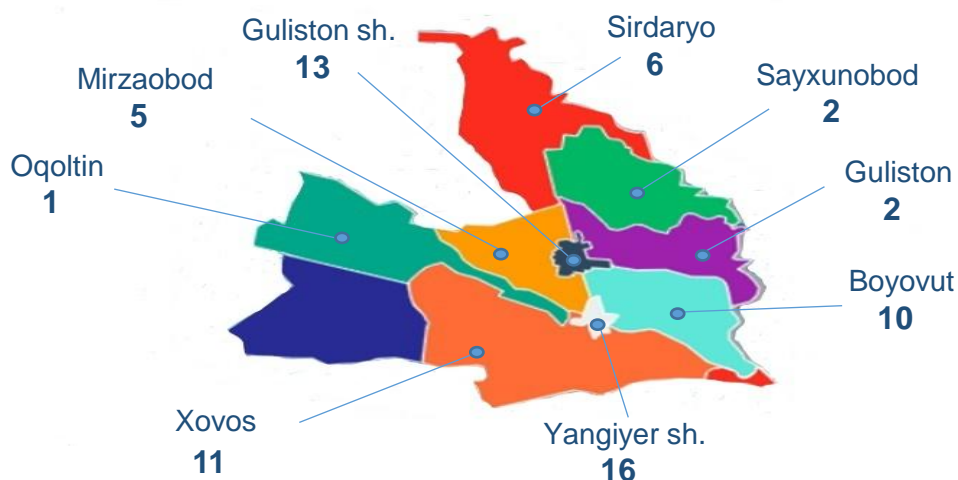 Guliston sh.
13
Sirdaryo
6
Mirzaobod
5
Sayxunobod
2
Oqoltin
1
Guliston
2
Boyovut
10
Xovos
11
Yangiyer sh.
16